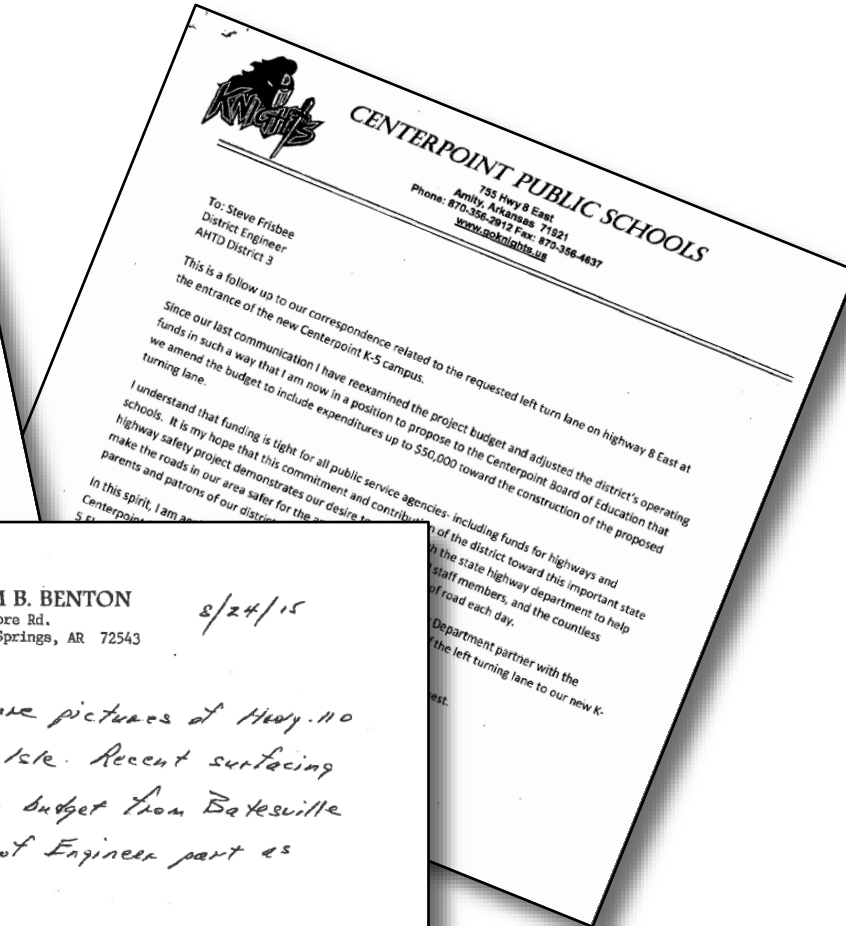 KNIGHTS
CENTERPOINT PUBLIC SCHOOLS
755 Hwy 8 East
Amity, Arkansas 71921
Phone: 870-356-2912 Fax: 870-356-4637
www.goknights.us
To: Steve Frisbee
District Engineer
AHTD District 3
This is a follow up to our correspondence related to the requested left turn lane on highway 8 East at
the entrance of the new Centerpoint K-5 campus.
Since our last communication I have reexamined the project budget and adjusted the district's operating
funds in such a way that I am now in a position to propose to the Centerpoint Board of Education that
we amend the budget to include expenditures up to $50,000 toward the construction of the proposed
turning lane.
I understand that funding is tight for all public service agencies- including funds for highways and
schools. It is my hope that this commitment and contribution of the district toward this important state
highway safety project demonstrates our desire to h the state highway department to help
make the roads in our area safer for the staff members, and the countless
parents and patrons of our district of road each day.
In this spirit, I am Department partner with the
Centerpoint of the left turning lane to our new K-
5
est.
M B. BENTON
ore Rd.
Springs, AR 72543
8/24/15
are pictures of Hwy. 110
Isle. Recent surfacing
budget from Batesville
of Engineer part as